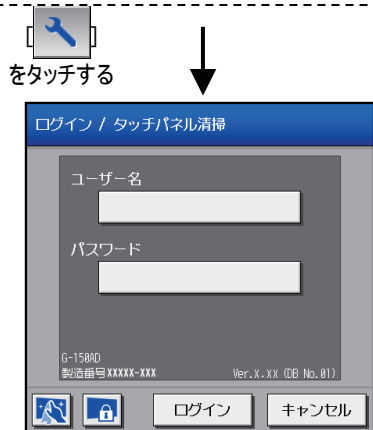 [ ]
をタッチする
ログイン / タッチパネル清掃
ユーザー名
パスワード
G-150AD
製造番号XXXXX-XXX
Ver.X.XX (DB No.01)
ログイン
キャンセル